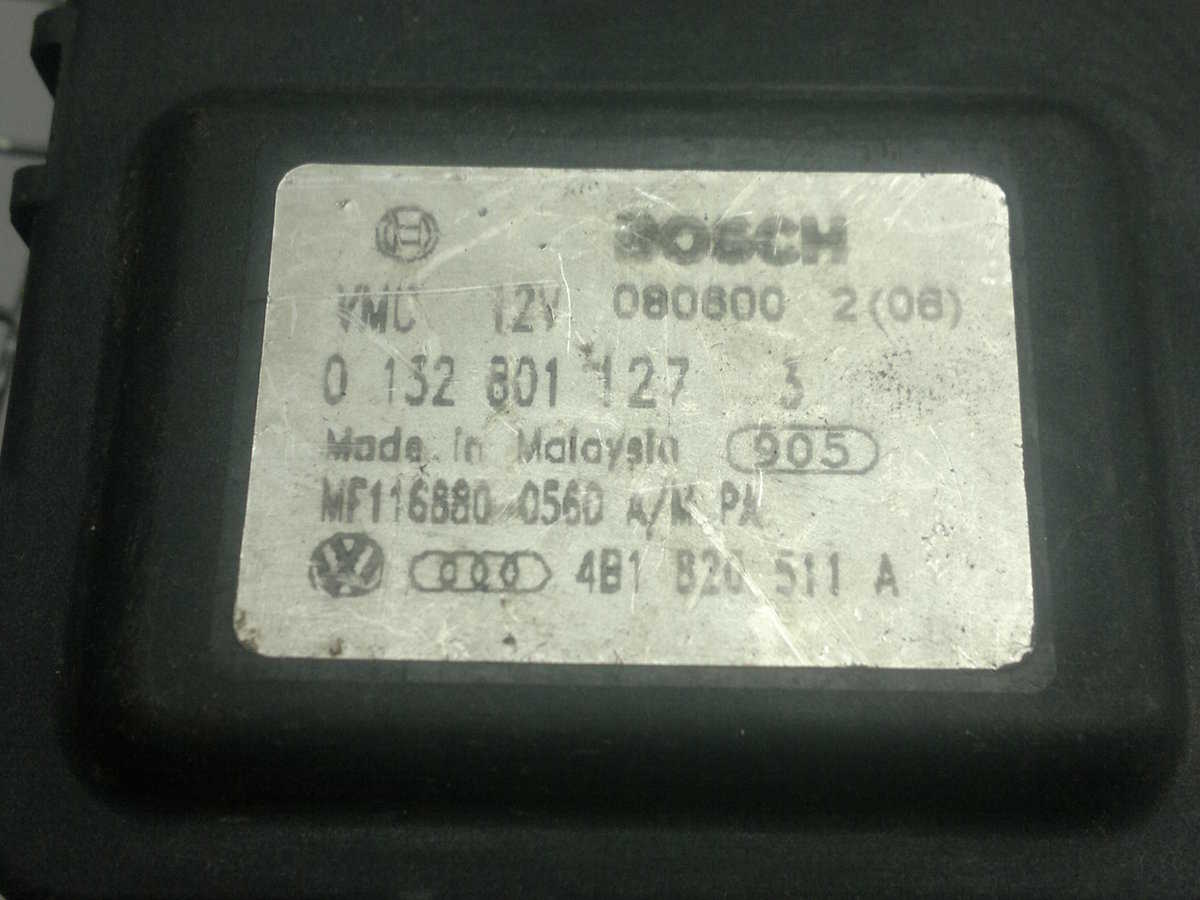 BOSCH
VMC 12V 080600 2(06)
0 132 801 127 3
Made in Malaysia 905
MF116880 0560 A/M PA
4B1 820 511 A